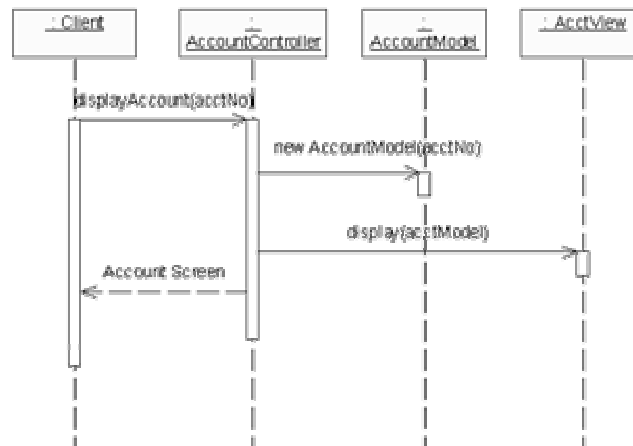 : Client
:
AccountController
:
AccountModel
: AcctView
displayAccount(acctNo)
new AccountModel(acctNo)
display(acctModel)
Account Screen